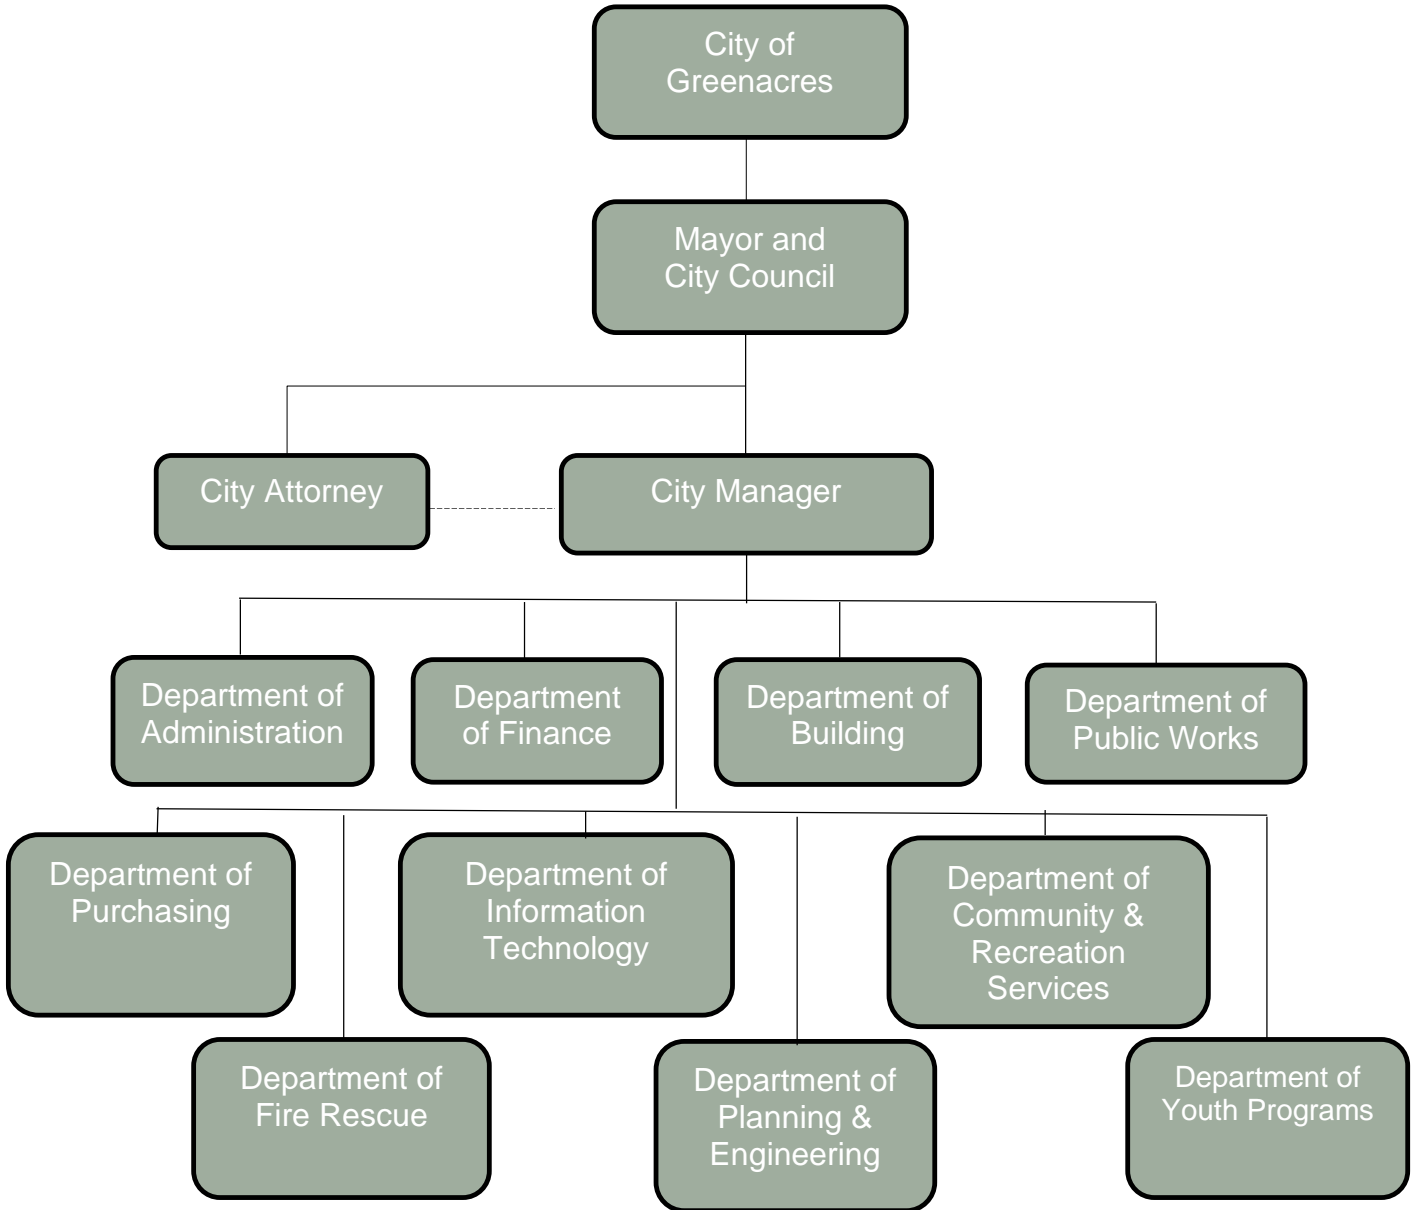 City of
Greenacres
Mayor and
City Council
City Attorney
City Manager
Department of
Administration
Department
of Finance
Department of
Building
Department of
Public Works
Department of
Purchasing
Department of
Information
Technology
Department of
Community &
Recreation
Services
Department of
Fire Rescue
Department of
Planning &
Engineering
Department of
Youth Programs